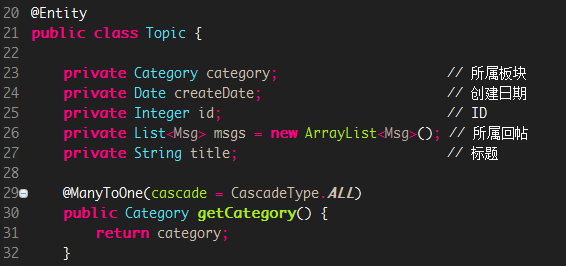 20 @Entity
21 public class Topic {
22
23 private Category category; // 所属板块
24 private Date createDate; // 创建日期
25 private Integer id; // ID
26 private List<Msg> msgs = new ArrayList<Msg>(); // 所属回帖
27 private String title; // 标题
28
29 @ManyToOne(cascade = CascadeType.ALL)
30 public Category getCategory() {
31 return category;
32 }